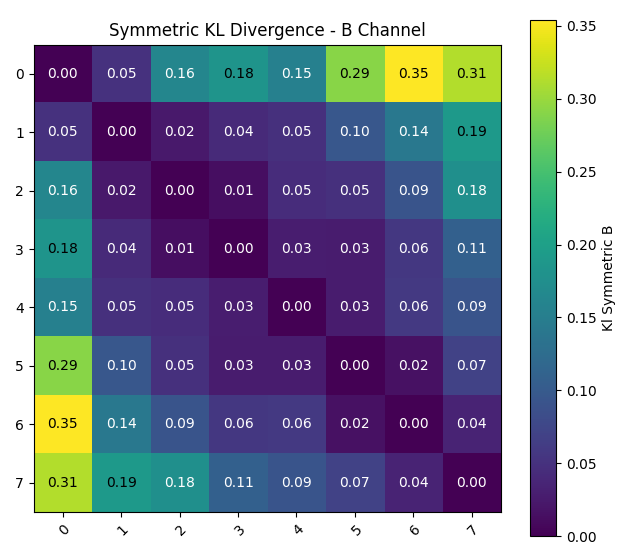 Symmetric KL Divergence - B Channel
0 0.00 0.05 0.16 0.18 0.15 0.29 0.35 0.31
1 0.05 0.00 0.02 0.04 0.05 0.10 0.14 0.19
2 0.16 0.02 0.00 0.01 0.05 0.05 0.09 0.18
3 0.18 0.04 0.01 0.00 0.03 0.03 0.06 0.11
4 0.15 0.05 0.05 0.03 0.00 0.03 0.06 0.09
5 0.29 0.10 0.05 0.03 0.03 0.00 0.02 0.07
6 0.35 0.14 0.09 0.06 0.06 0.02 0.00 0.04
7 0.31 0.19 0.18 0.11 0.09 0.07 0.04 0.00
0 1 2 3 4 5 6 7
0.35
0.30
0.25
0.20
0.15
0.10
0.05
0.00
Kl Symmetric B